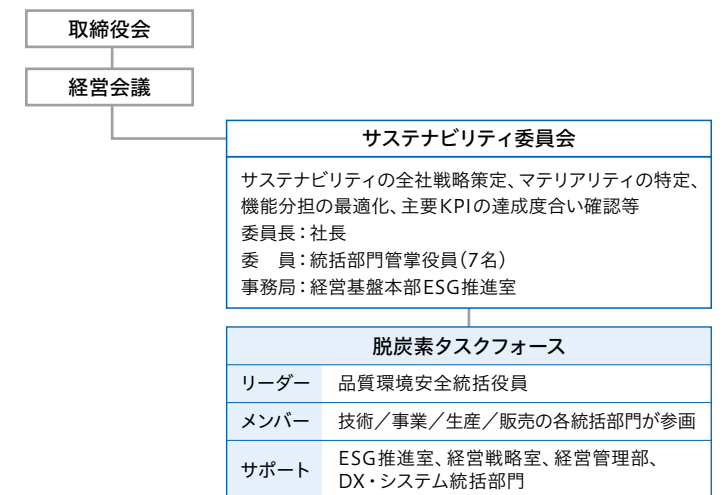 取締役会
経営会議
サステナビリティ委員会
サステナビリティの全社戦略策定、マテリアリティの特定、
機能分担の最適化、主要KPIの達成度合い確認等
委員長：社長
委　員：統括部門管掌役員（7名）
事務局：経営基盤本部ESG推進室
脱炭素タスクフォース
リーダー　品質環境安全統括役員
メンバー　技術／事業／生産／販売の各統括部門が参画
サポート　ESG推進室、経営戦略室、経営管理部、
DX・システム統括部門